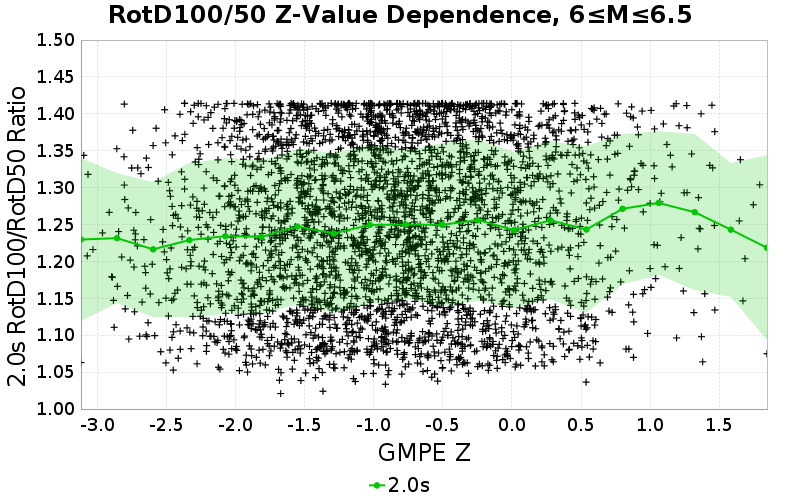 RotD100/50 Z-Value Dependence, 6≤M≤6.5
2.0s RotD100/RotD50 Ratio
1.50
1.45
1.40
1.35
1.30
1.25
1.20
1.15
1.10
1.05
1.00
-3.0 -2.5 -2.0 -1.5 -1.0 -0.5 0.0 0.5 1.0 1.5
GMPE Z
2.0s